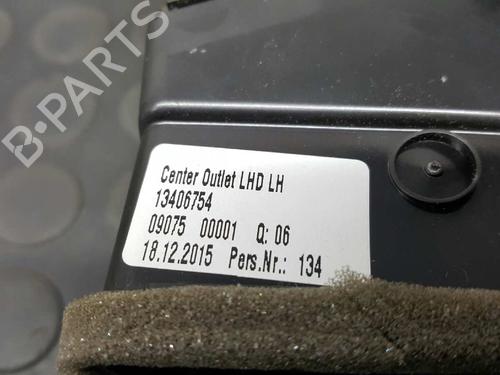 B-PARTS
Center Outlet LHD LH
13406754
09075 00001 Q: 06
18.12.2015 Pers.Nr.: 134